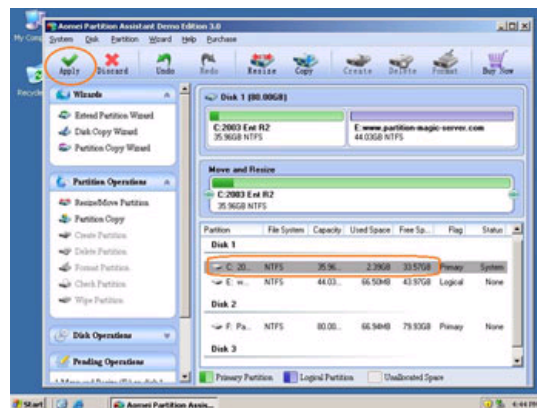 Aomei Partition Assistant Demo Edition 3.0
My Comp
System Disk Partition Wizard Help Purchase
Apply Discard Undo Redo Resize Copy Create Delete Format Buy Now
Recycle
Wizards
Extend Partition Wizard
Disk Copy Wizard
Partition Copy Wizard
Partition Operations
Resize/Move Partition
Partition Copy
Create Partition
Delete Partition
Format Partition
Check Partition
Wipe Partition
Disk Operations
Pending Operations
Disk 1 (80.00GB)
C:2003 Ent R2
35.96GB NTFS
E:www.partition-magic-server.com
44.03GB NTFS
Move and Resize
C:2003 Ent R2
35.96GB NTFS
Partition File System Capacity Used Space Free Sp... Flag Status
Disk 1
C: 20... NTFS 35.96... 2.39GB 33.57GB Primary System
E: w... NTFS 44.03... 66.50MB 43.97GB Logical None
Disk 2
F: Pa... NTFS 80.00... 66.94MB 79.93GB Primary None
Disk 3
Primary Partition Logical Partition Unallocated Space
Start
Aomei Partition Assis...
4:44 PM